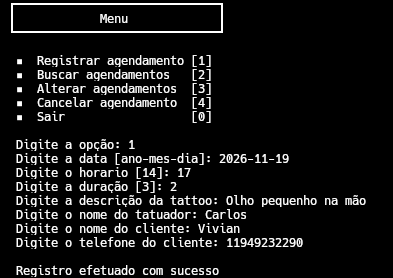 Menu
▪ Registrar agendamento [1]
▪ Buscar agendamentos [2]
▪ Alterar agendamentos [3]
▪ Cancelar agendamento [4]
▪ Sair [0]
Digite a opção: 1
Digite a data [ano-mes-dia]: 2026-11-19
Digite o horario [14]: 17
Digite a duração [3]: 2
Digite a descrição da tattoo: Olho pequenho na mão
Digite o nome do tatuador: Carlos
Digite o nome do cliente: Vivian
Digite o telefone do cliente: 11949232290
Registro efetuado com sucesso